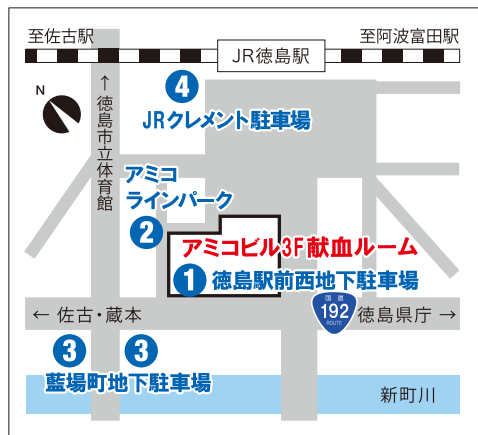 至佐古駅
至阿波富田駅
JR徳島駅
N
↑徳島市立体育館
4
JRクレメント駐車場
アミコ
ラインパーク
2
アミコビル3F献血ルーム
1 徳島駅前西地下駐車場
← 佐古・蔵本
国道
192
ROUTE
徳島県庁 →
3 3
藍場町地下駐車場
新町川